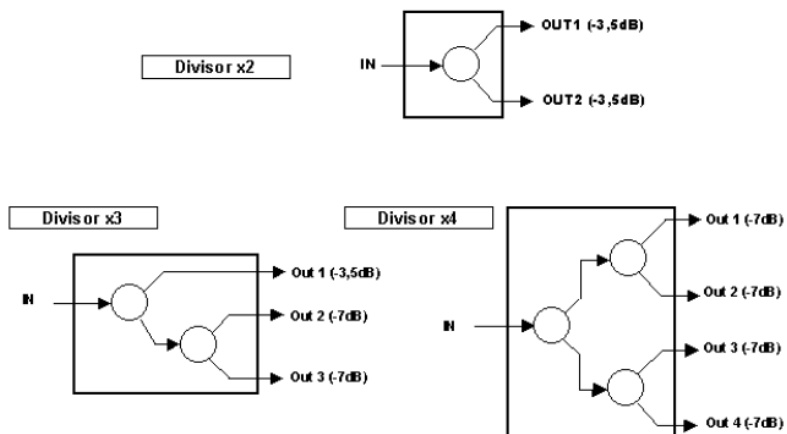 Divisor x2
IN
OUT1 (-3,5dB)
OUT2 (-3,5dB)
Divisor x3
IN
Out 1 (-3,5dB)
Out 2 (-7dB)
Out 3 (-7dB)
Divisor x4
IN
Out 1 (-7dB)
Out 2 (-7dB)
Out 3 (-7dB)
Out 4 (-7dB)